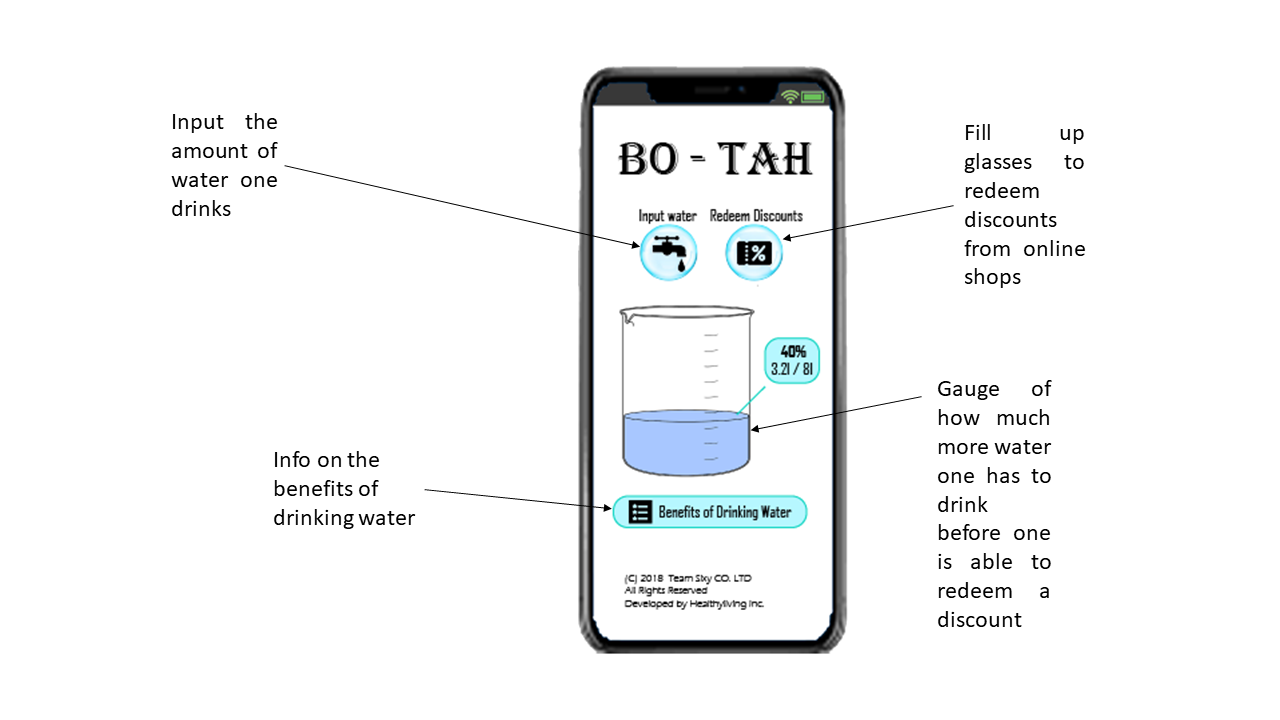 Input the
amount of
water one
drinks
Fill up
glasses to
redeem
discounts
from online
shops
BO - TAH
Input water
Redeem Discounts
%
40%
3.2l / 8l
Gauge of
how much
more water
one has to
drink
before one
is able to
redeem a
discount
Info on the
benefits of
drinking water
Benefits of Drinking Water
(C) 2018 Team Sixy CO. LTD
All Rights Reserved
Developed by Healthyliving Inc.